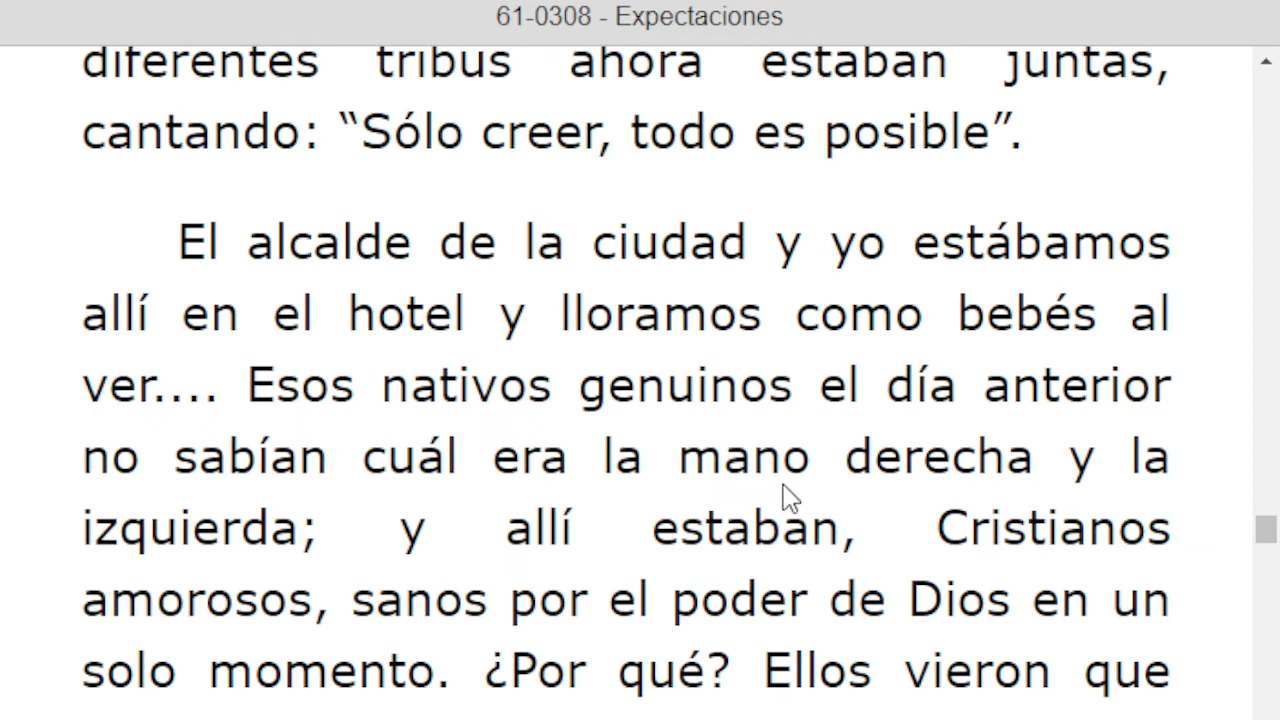 61-0308 - Expectaciones
diferentes tribus ahora estaban juntas,
cantando: “Sólo creer, todo es posible”.
El alcalde de la ciudad y yo estábamos
allí en el hotel y lloramos como bebés al
ver.... Esos nativos genuinos el día anterior
no sabían cuál era la mano derecha y la
izquierda; y allí estaban, Cristianos
amorosos, sanos por el poder de Dios en un
solo momento. ¿Por qué? Ellos vieron que